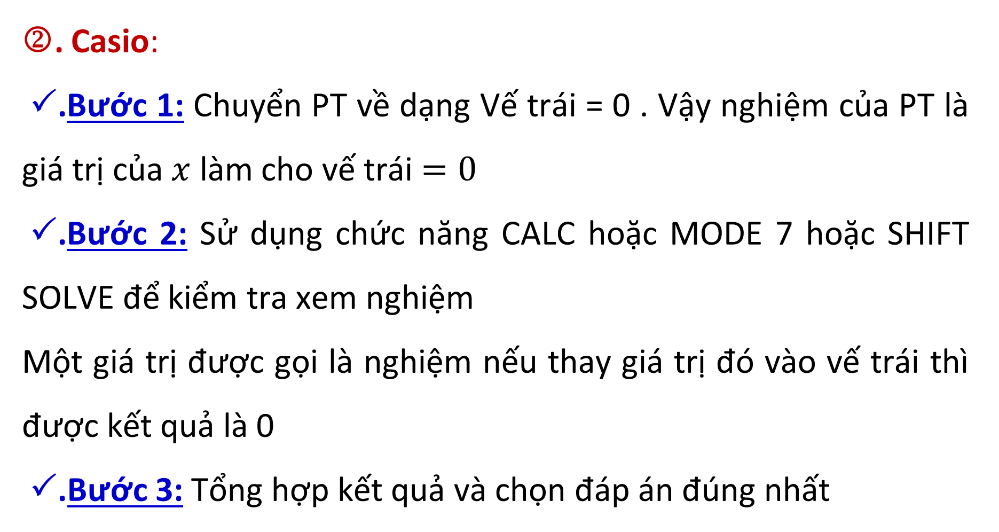 ②. Casio:
✓.Bước 1: Chuyển PT về dạng Vế trái = 0 . Vậy nghiệm của PT là
giá trị của x làm cho vế trái = 0
✓.Bước 2: Sử dụng chức năng CALC hoặc MODE 7 hoặc SHIFT
SOLVE để kiểm tra xem nghiệm
Một giá trị được gọi là nghiệm nếu thay giá trị đó vào vế trái thì
được kết quả là 0
✓.Bước 3: Tổng hợp kết quả và chọn đáp án đúng nhất